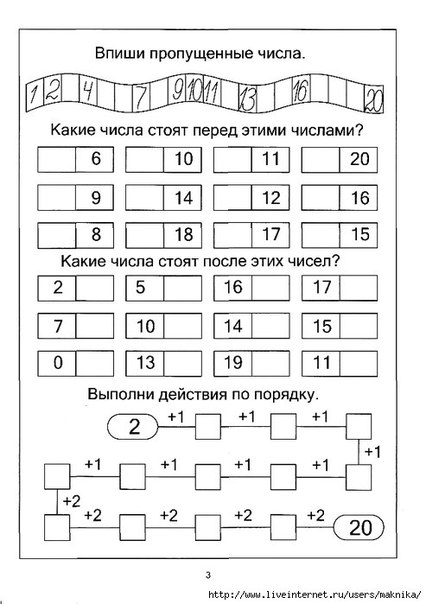 Впиши пропущенные числа.
1 2 4 7 9 10 11 13 16 20
Какие числа стоят перед этими числами?
6 10 11 20
9 14 12 16
8 18 17 15
Какие числа стоят после этих чисел?
2 5 16 17
7 10 14 15
0 13 19 11
Выполни действия по порядку.
2 +1 +1 +1
+1
+1 +1 +1 +1
+2
+2 +2 +2 +2 20
3
http://www.liveinternet.ru/users/maknika/